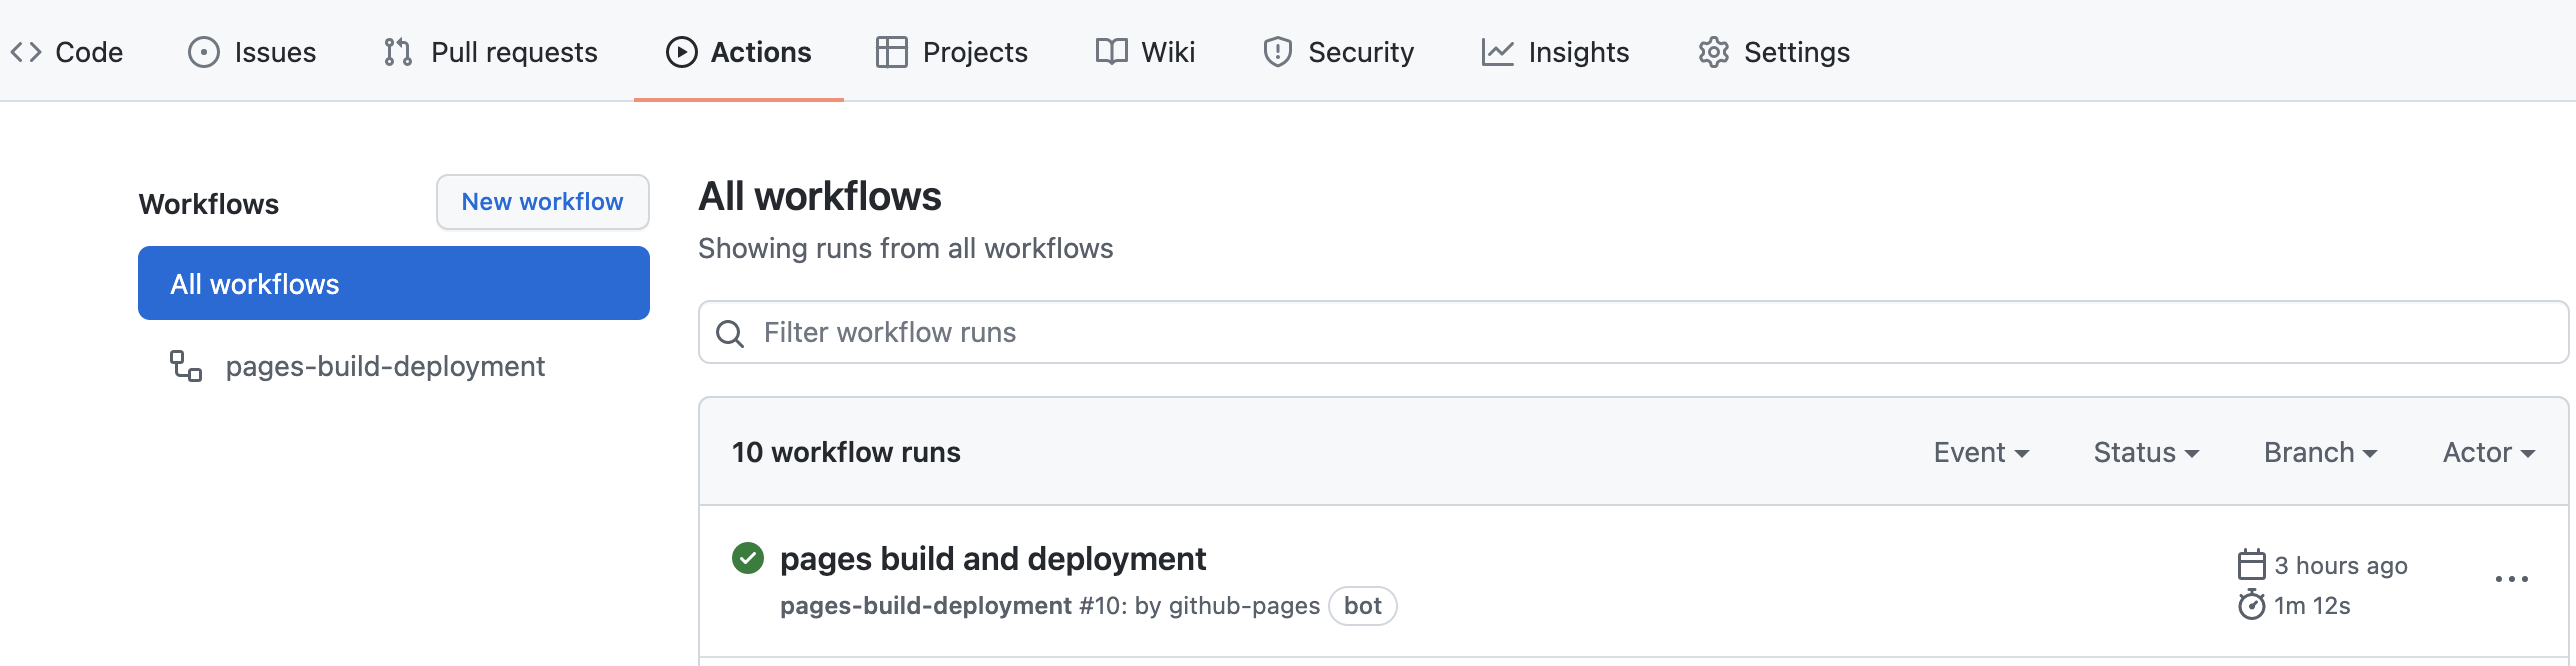 Code Issues Pull requests Actions Projects Wiki Security Insights Settings
Workflows New workflow
All workflows
pages-build-deployment
All workflows
Showing runs from all workflows
Filter workflow runs
10 workflow runs Event Status Branch Actor
pages build and deployment
pages-build-deployment #10: by github-pages bot
3 hours ago
1m 12s